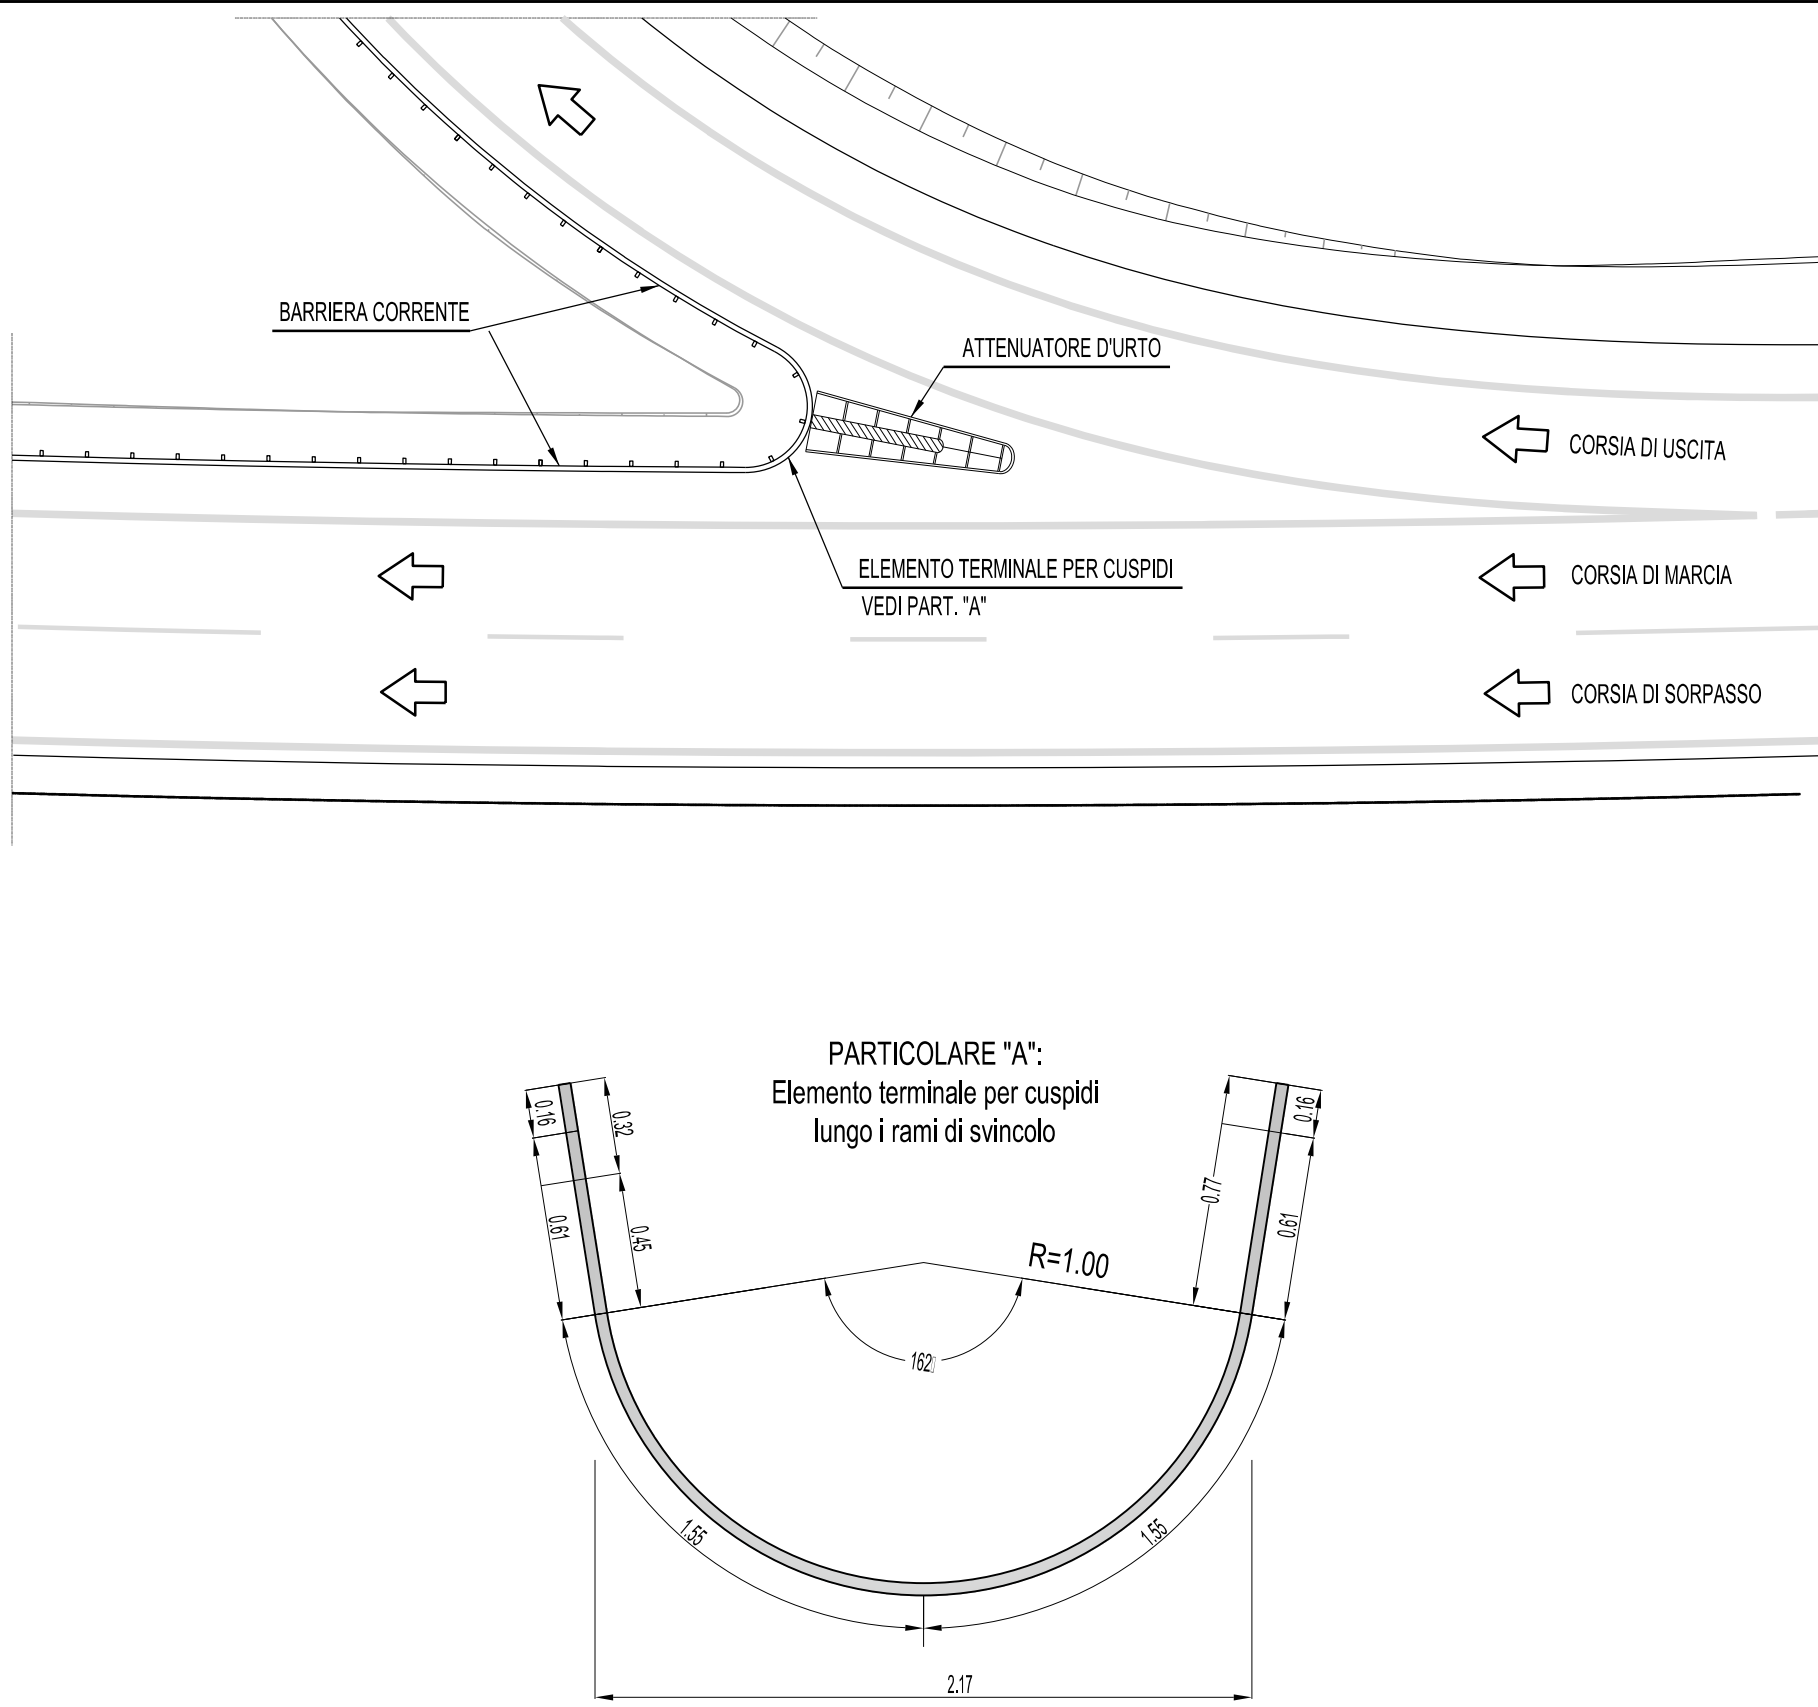 BARRIERA CORRENTE
ATTENUATORE D'URTO
CORSIA DI USCITA
ELEMENTO TERMINALE PER CUSPIDI
VEDI PART. "A"
CORSIA DI MARCIA
CORSIA DI SORPASSO
PARTICOLARE "A":
Elemento terminale per cuspidi
lungo i rami di svincolo
0.16
0.32
0.61
0.45
0.77
0.16
0.61
R=1.00
162
1.55
1.55
2.17